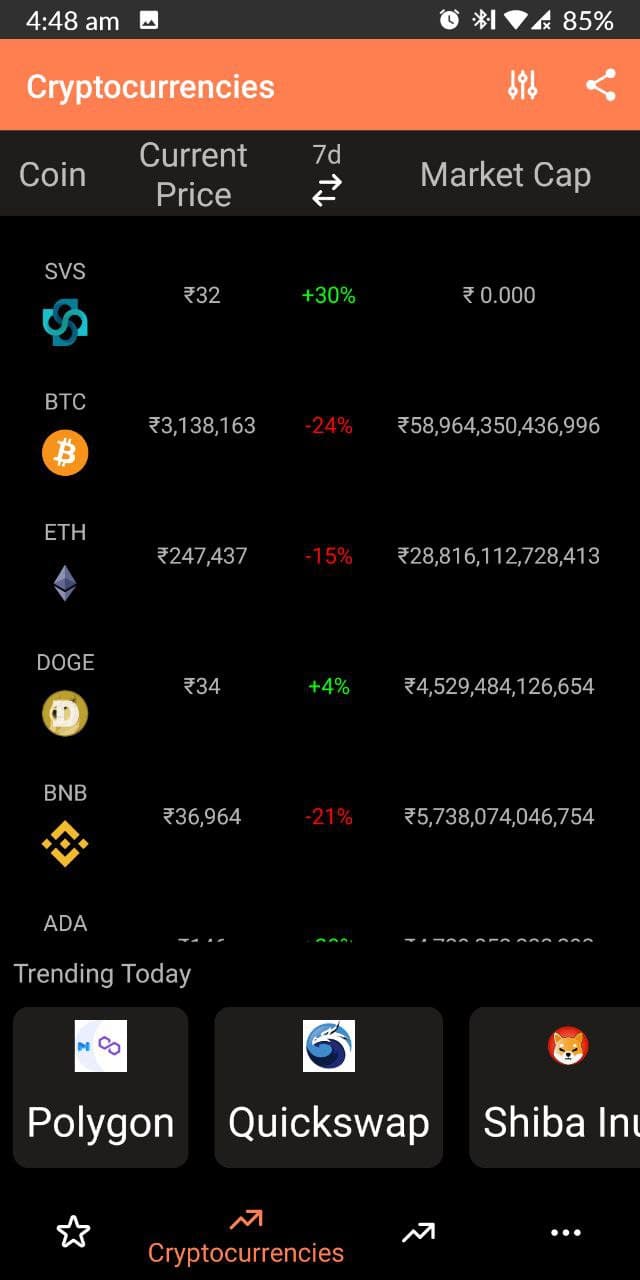 4:48 am 85%
Cryptocurrencies
Coin Current Price 7d Market Cap
SVS ₹32 +30% ₹ 0.000
BTC ₹3,138,163 -24% ₹58,964,350,436,996
ETH ₹247,437 -15% ₹28,816,112,728,413
DOGE ₹34 +4% ₹4,529,484,126,654
BNB ₹36,964 -21% ₹5,738,074,046,754
ADA
Trending Today
Polygon Quickswap Shiba Inu
Cryptocurrencies